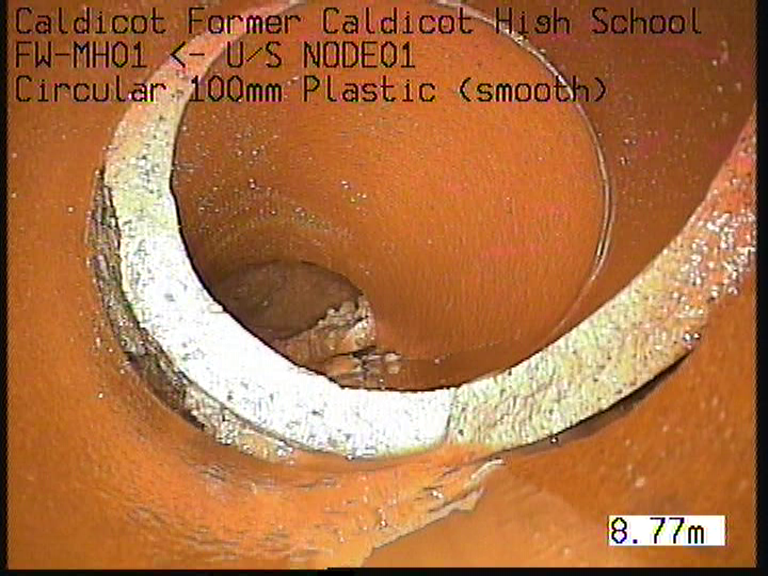 Caldicot Former Caldicot High School
FW-MH01 <- U/S NODE01
Circular 100mm Plastic (smooth)
8.77m